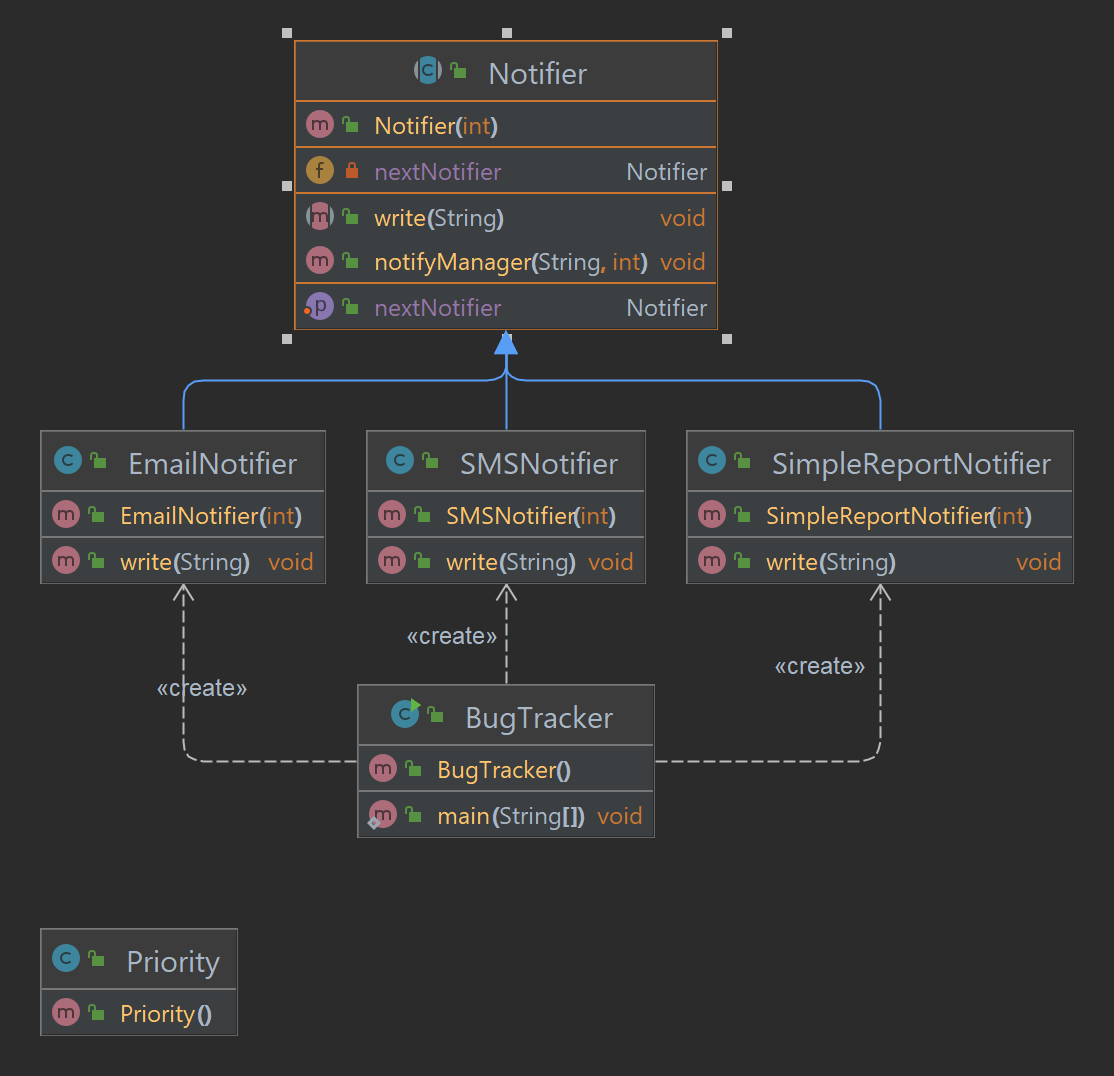 Notifier
Notifier(int)
nextNotifier Notifier
write(String) void
notifyManager(String, int) void
nextNotifier Notifier
EmailNotifier
EmailNotifier(int)
write(String) void
SMSNotifier
SMSNotifier(int)
write(String) void
SimpleReportNotifier
SimpleReportNotifier(int)
write(String) void
«create»
«create»
«create»
BugTracker
BugTracker()
main(String[]) void
Priority
Priority()